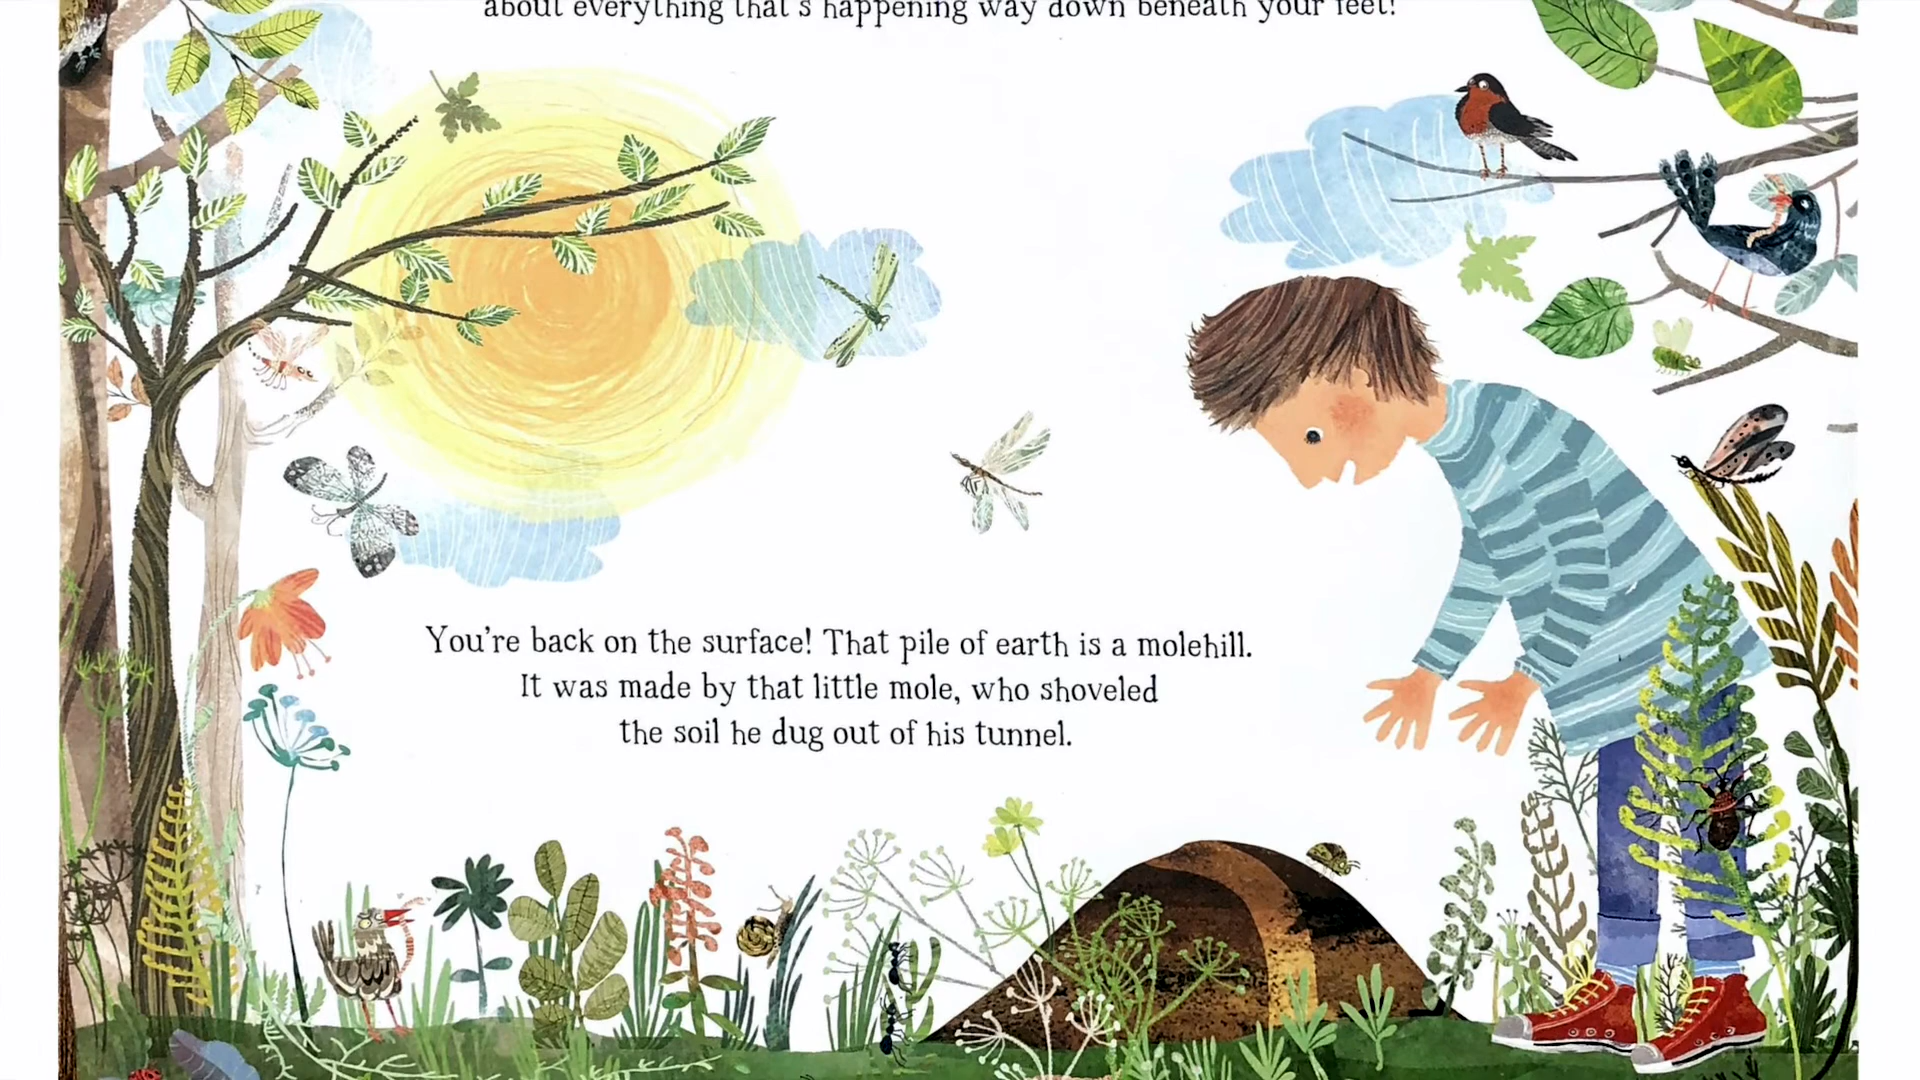 about everything that's happening way down beneath your feet!
You're back on the surface! That pile of earth is a molehill.
It was made by that little mole, who shoveled
the soil he dug out of his tunnel.